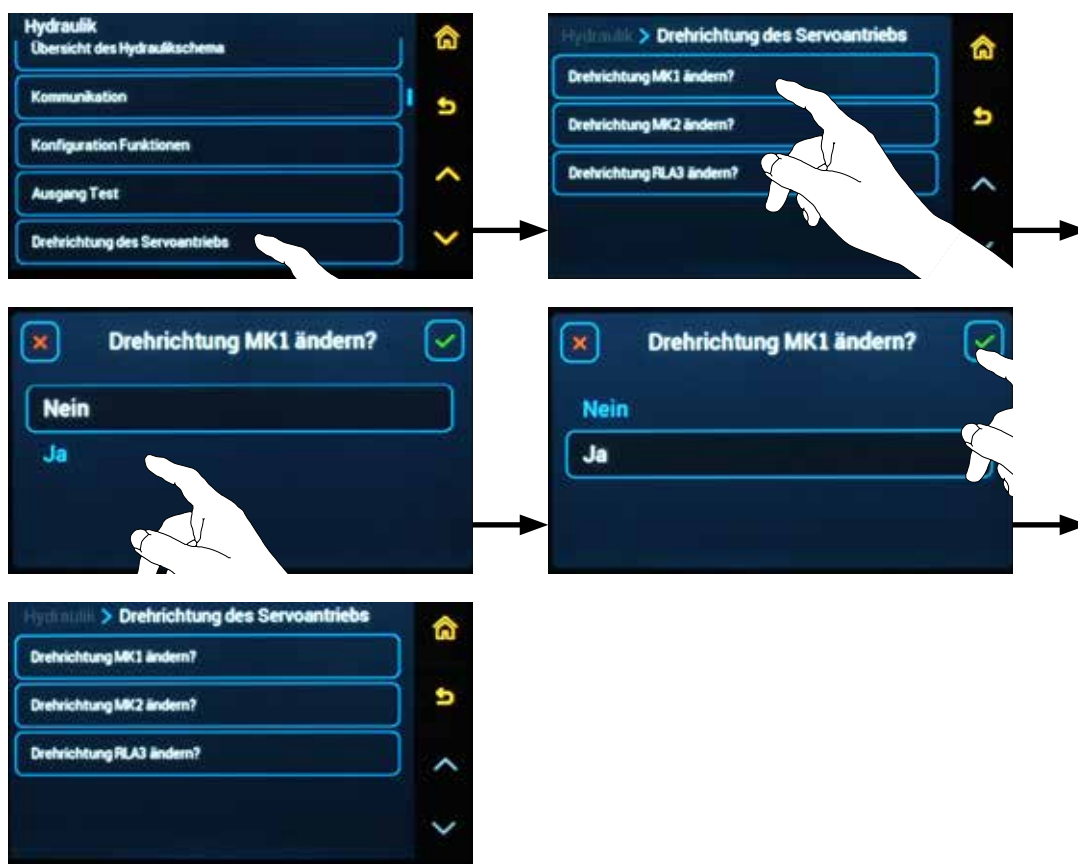 Hydraulik
Übersicht des Hydraulikschema
Kommunikation
Konfiguration Funktionen
Ausgang Test
Drehrichtung des Servoantriebs
Hydraulik > Drehrichtung des Servoantriebs
Drehrichtung MK1 ändern?
Drehrichtung MK2 ändern?
Drehrichtung RLA3 ändern?
Drehrichtung MK1 ändern?
Nein
Ja
Drehrichtung MK1 ändern?
Nein
Ja
Hydraulik > Drehrichtung des Servoantriebs
Drehrichtung MK1 ändern?
Drehrichtung MK2 ändern?
Drehrichtung RLA3 ändern?